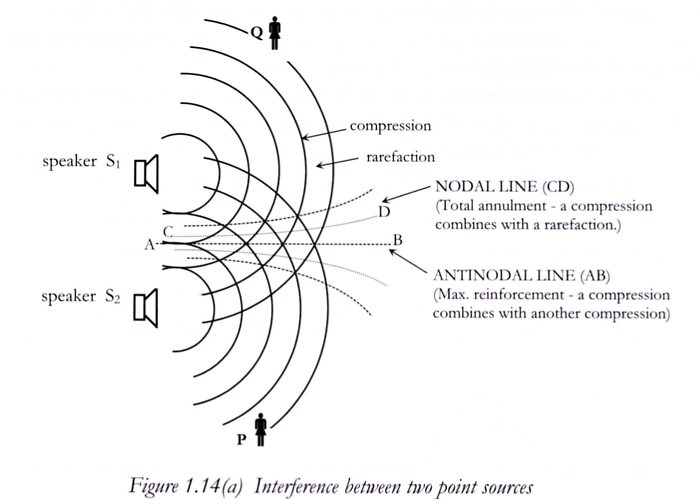 Q
compression
speaker S1
rarefaction
NODAL LINE (CD)
(Total annulment - a compression
combines with a rarefaction.)
D
C
A
B
ANTINODAL LINE (AB)
(Max. reinforcement - a compression
combines with another compression)
speaker S2
P
Figure 1.14(a) Interference between two point sources